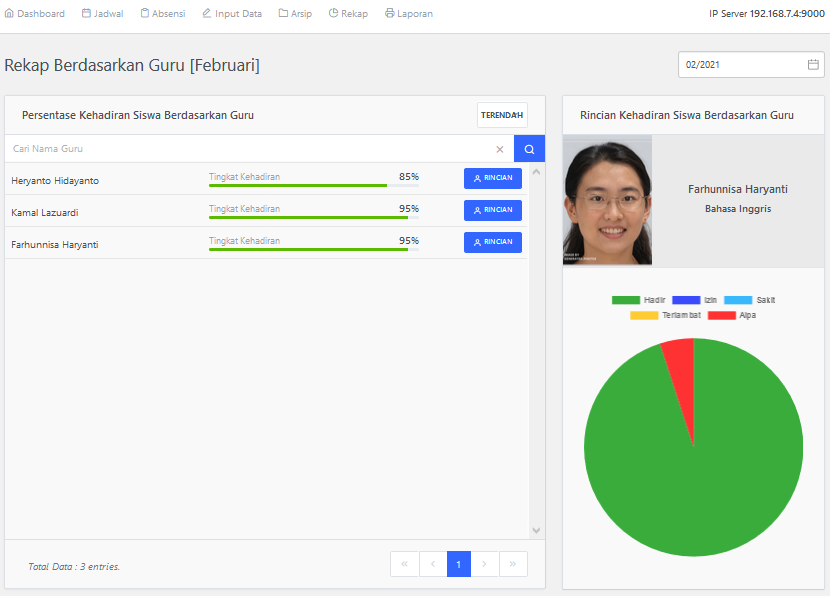 Dashboard Jadwal Absensi Input Data Arsip Rekap Laporan IP Server 192.168.7.4:9000
Rekap Berdasarkan Guru [Februari]
02/2021
Persentase Kehadiran Siswa Berdasarkan Guru
TERENDAH
Cari Nama Guru
Heryanto Hidayanto Tingkat Kehadiran 85% RINCIAN
Kamal Lazuardi Tingkat Kehadiran 95% RINCIAN
Farhunnisa Haryanti Tingkat Kehadiran 95% RINCIAN
Total Data : 3 entries.
« ‹ 1 › »
Rincian Kehadiran Siswa Berdasarkan Guru
Farhunnisa Haryanti
Bahasa Inggris
Hadir Izin Sakit
Terlambat Alpa